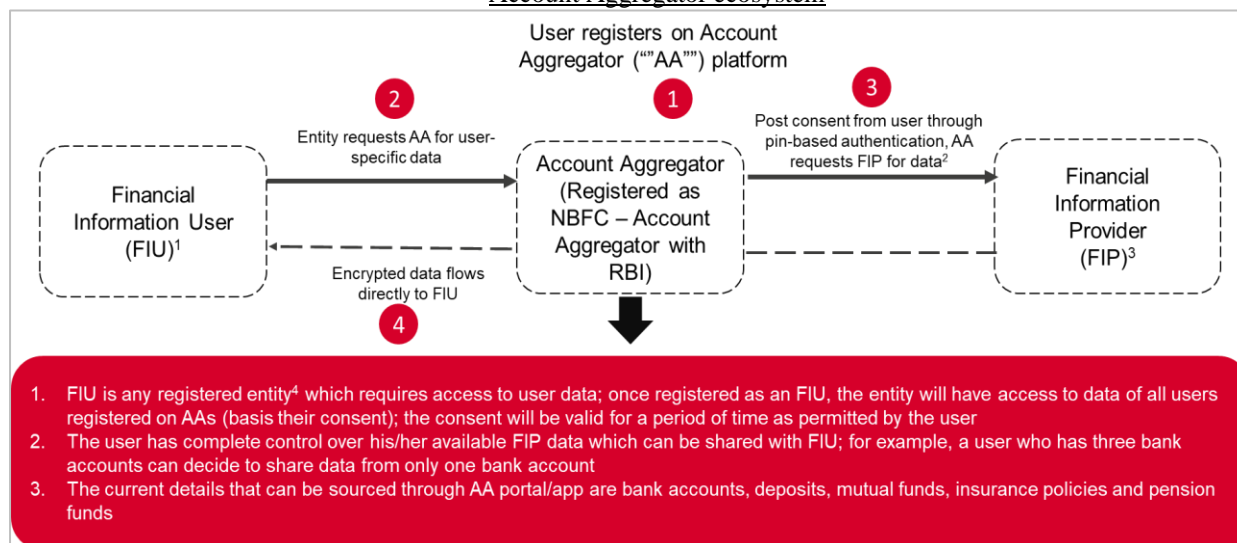 Account Aggregator ecosystem
User registers on Account
Aggregator (“”AA””) platform
2
1
3
Entity requests AA for user-
specific data
Post consent from user through
pin-based authentication, AA
requests FIP for data2
Financial
Information User
(FIU)1
Account Aggregator
(Registered as
NBFC – Account
Aggregator with
RBI)
Financial
Information
Provider
(FIP)3
Encrypted data flows
directly to FIU
4
1. FIU is any registered entity4 which requires access to user data; once registered as an FIU, the entity will have access to data of all users
registered on AAs (basis their consent); the consent will be valid for a period of time as permitted by the user
2. The user has complete control over his/her available FIP data which can be shared with FIU; for example, a user who has three bank
accounts can decide to share data from only one bank account
3. The current details that can be sourced through AA portal/app are bank accounts, deposits, mutual funds, insurance policies and pension
funds